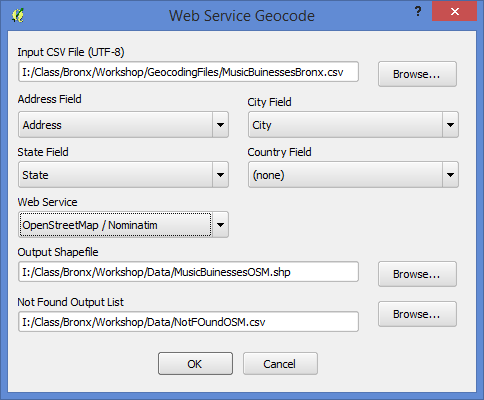 Web Service Geocode
?
Input CSV File (UTF-8)
I:/Class/Bronx/Workshop/GeocodingFiles/MusicBuinessesBronx.csv
Browse...
Address Field
City Field
Address
City
State Field
Country Field
State
(none)
Web Service
OpenStreetMap / Nominatim
Output Shapefile
I:/Class/Bronx/Workshop/Data/MusicBuinessesOSM.shp
Browse...
Not Found Output List
I:/Class/Bronx/Workshop/Data/NotFOundOSM.csv
Browse...
OK
Cancel